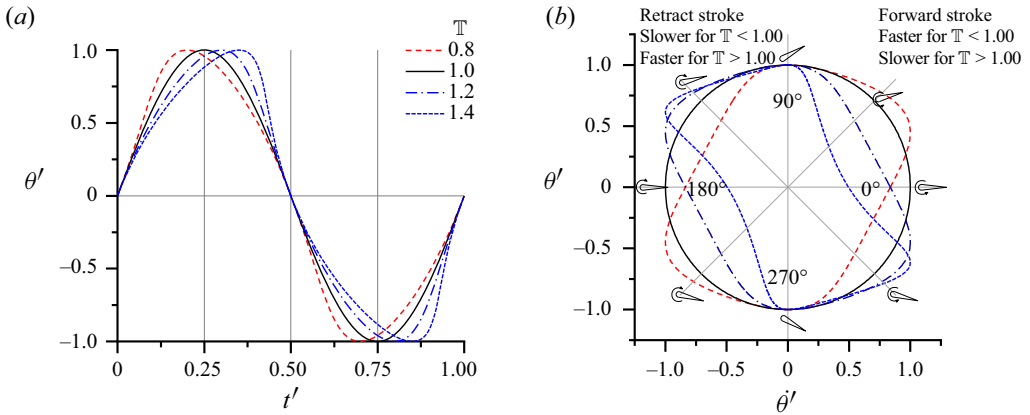 (a)
𝕋
0.8
1.0
1.2
1.4
1.0
0.5
0
–0.5
–1.0
θ′
0
0.25
0.50
0.75
1.00
t′
(b)
Retract stroke
Slower for 𝕋 < 1.00
Faster for 𝕋 > 1.00
Forward stroke
Faster for 𝕋 < 1.00
Slower for 𝕋 > 1.00
1.0
0.5
0
–0.5
–1.0
θ′
90°
180°
0°
270°
–1.0
–0.5
0
0.5
1.0
θ̇′